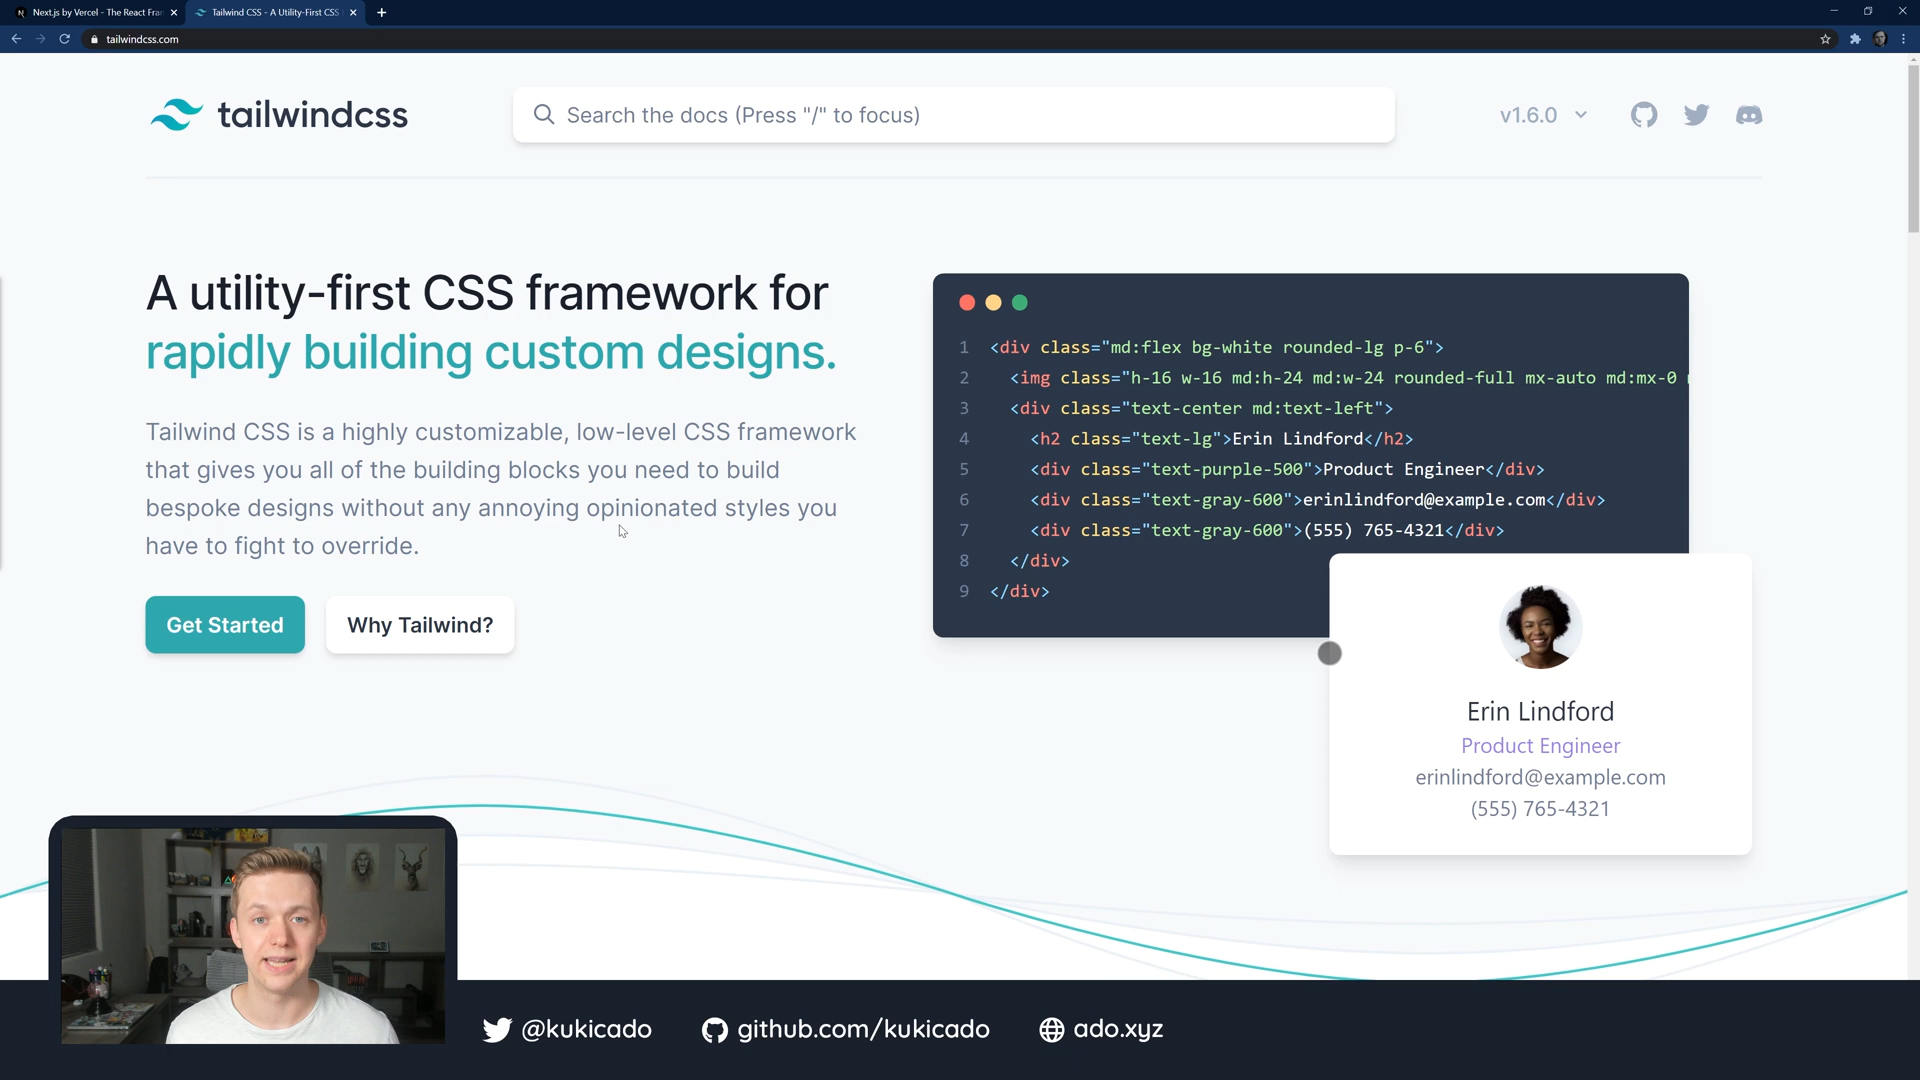 Next.js by Vercel - The React Fra
Tailwind CSS - A Utility-First CSS
tailwindcss.com
tailwindcss
Search the docs (Press "/" to focus)
v1.6.0
A utility-first CSS framework for
rapidly building custom designs.
Tailwind CSS is a highly customizable, low-level CSS framework
that gives you all of the building blocks you need to build
bespoke designs without any annoying opinionated styles you
have to fight to override.
Get Started
Why Tailwind?
1 <div class="md:flex bg-white rounded-lg p-6">
2 <img class="h-16 w-16 md:h-24 md:w-24 rounded-full mx-auto md:mx-0
3 <div class="text-center md:text-left">
4 <h2 class="text-lg">Erin Lindford</h2>
5 <div class="text-purple-500">Product Engineer</div>
6 <div class="text-gray-600">erinlindford@example.com</div>
7 <div class="text-gray-600">(555) 765-4321</div>
8 </div>
9 </div>
Erin Lindford
Product Engineer
erinlindford@example.com
(555) 765-4321
@kukicado
github.com/kukicado
ado.xyz